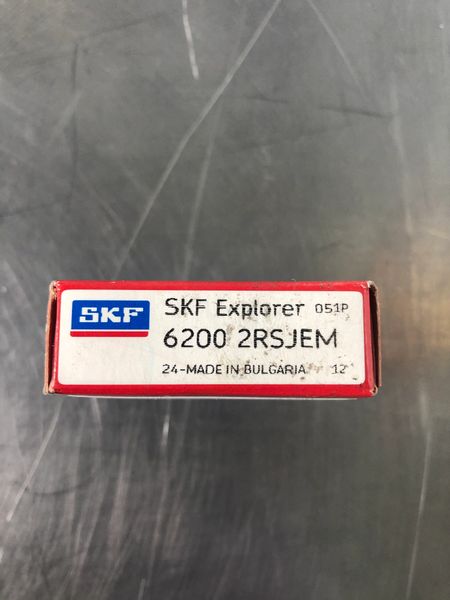 SKF
SKF Explorer 051P
6200 2RSJEM
24-MADE IN BULGARIA 12